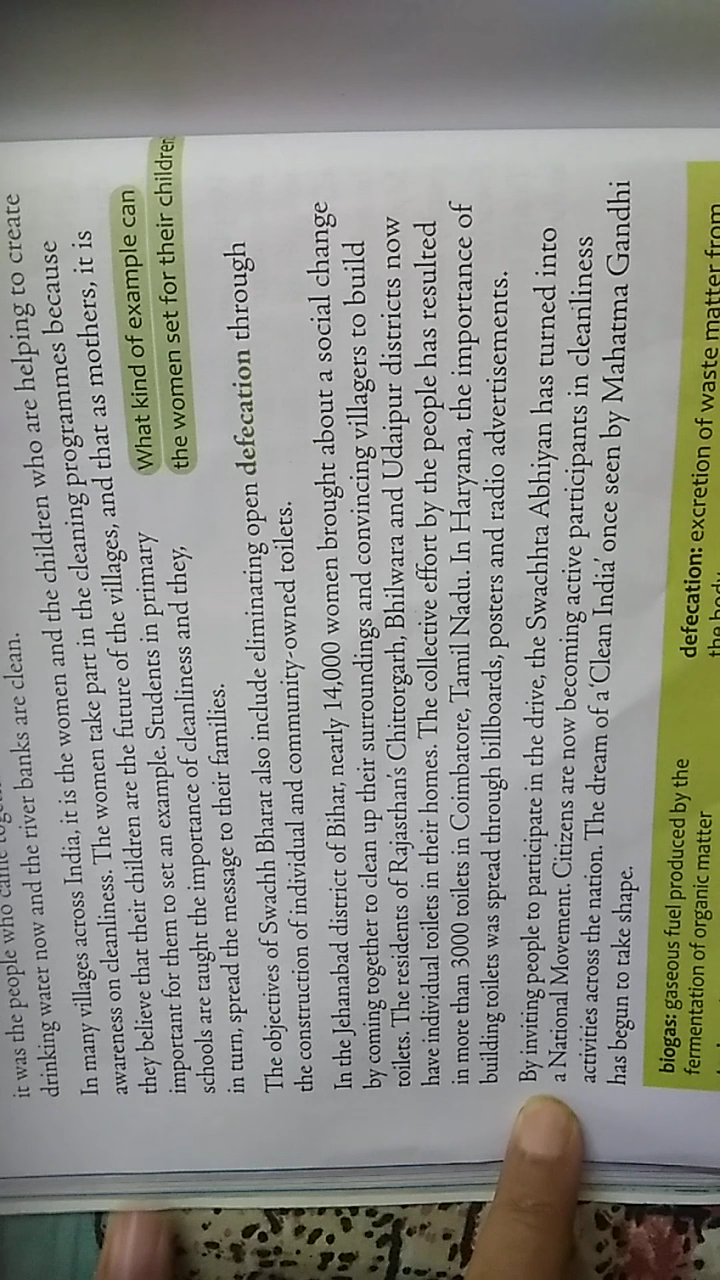 it was the people who came
drinking water now and the river banks are clean.
In many villages across India, it is the women and the children who are helping to create
awareness on cleanliness. The women take part in the cleaning programmes because
they believe that their children are the future of the villages, and that as mothers, it is
important for them to set an example. Students in primary
schools are taught the importance of cleanliness and they,
in turn, spread the message to their families.
What kind of example can
the women set for their children
The objectives of Swachh Bharat also include eliminating open defecation through
the construction of individual and community-owned toilets.
In the Jehanabad district of Bihar, nearly 14,000 women brought about a social change
by coming together to clean up their surroundings and convincing villagers to build
toilets. The residents of Rajasthan's Chittorgarh, Bhilwara and Udaipur districts now
have individual toilets in their homes. The collective effort by the people has resulted
in more than 3000 toilets in Coimbatore, Tamil Nadu. In Haryana, the importance of
building toilets was spread through billboards, posters and radio advertisements.
By inviting people to participate in the drive, the Swachhta Abhiyan has turned into
a National Movement. Citizens are now becoming active participants in cleanliness
activities across the nation. The dream of a 'Clean India' once seen by Mahatma Gandhi
has begun to take shape.
biogas: gaseous fuel produced by the
fermentation of organic matter
defecation: excretion of waste matter from
the body